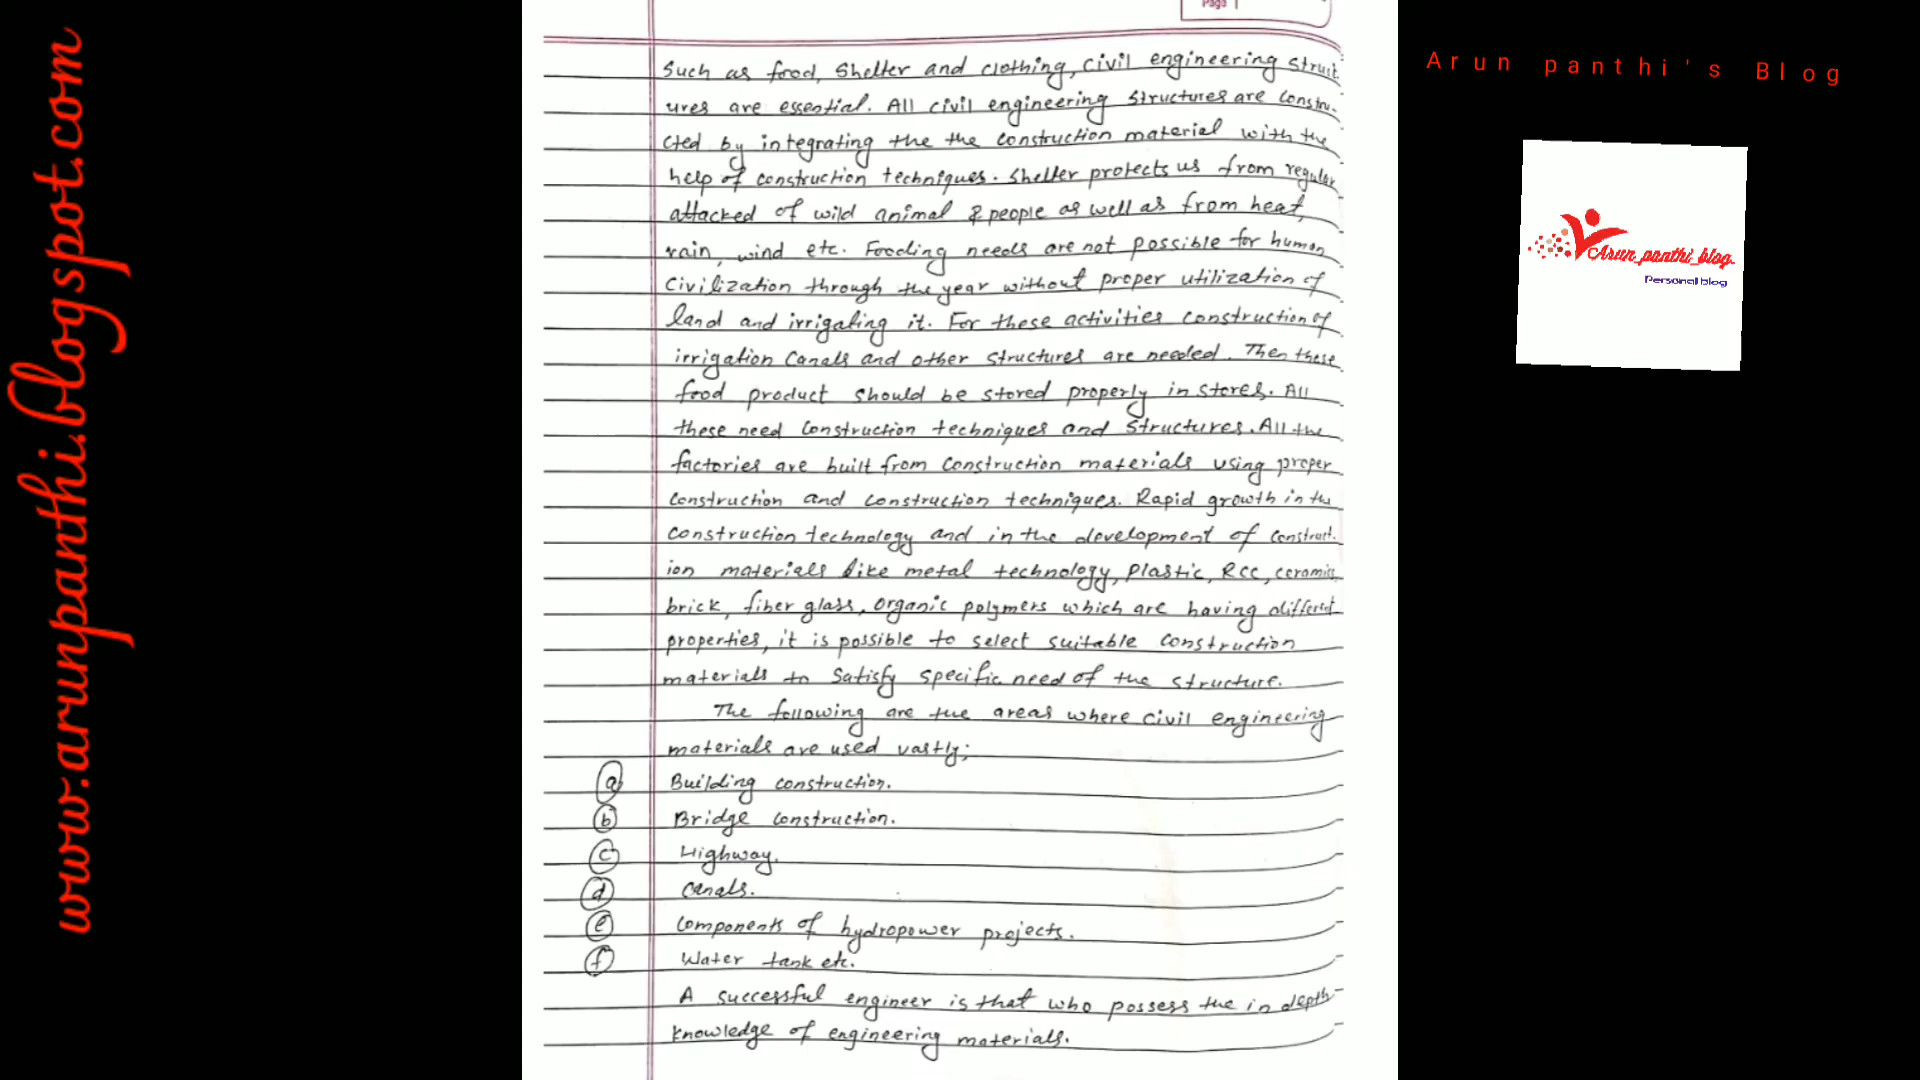 www.arunpanthi.blogspot.com
Page 1
Such as food, Shelter and clothing, civil engineering struct
ures are essential. All civil engineering structures are constru-
cted by integrating the the construction material with the
help of construction techniques. Shelter protects us from regular
attacked of wild animal & people as well as from heat,
rain, wind etc. Fooding needs are not possible for human
civilization through the year without proper utilization of
land and irrigating it. For these activities construction of
irrigation canals and other structures are needed. Then these
food product should be stored properly in stores. All
these need construction techniques and structures. All the
factories are built from construction materials using proper
construction and construction techniques. Rapid growth in the
construction technology and in the development of construct-
ion materials like metal technology, Plastic, RCC, ceramics,
brick, fiber glass, organic polymers which are having different
properties, it is possible to select suitable construction
materials to satisfy specific need of the structure.
The following are the areas where civil engineering
materials are used vastly;
(a) Building construction.
(b) Bridge construction.
(c) Highway.
(d) Canals.
(e) Components of hydropower projects.
(f) Water tank etc.
A successful engineer is that who possess the in depth
knowledge of engineering materials.
Arun panthi's Blog
Arun_panthi_blog
Personal blog